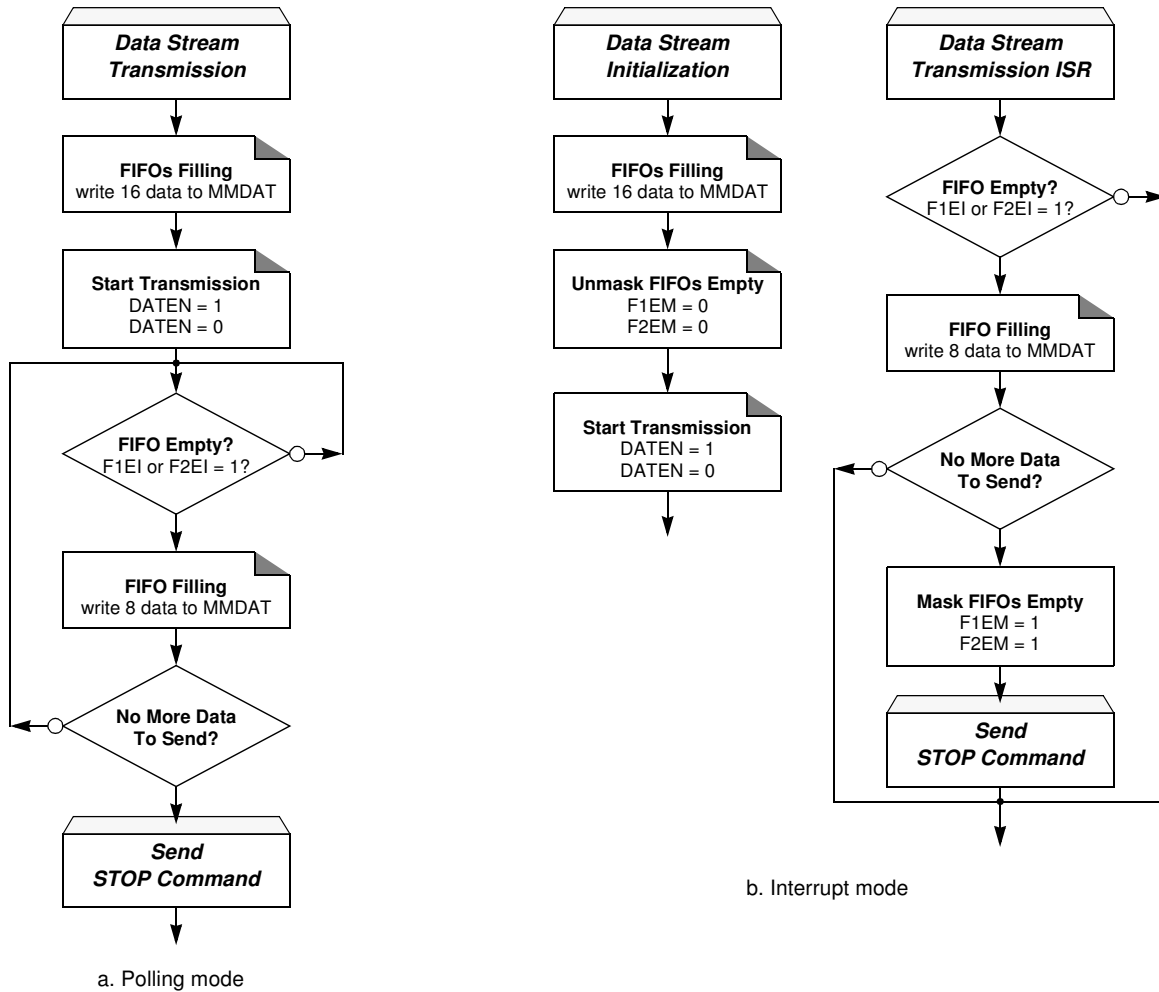 Data Stream
Transmission
FIFOs Filling
write 16 data to MMDAT
Start Transmission
DATEN = 1
DATEN = 0
FIFO Empty?
F1EI or F2EI = 1?
FIFO Filling
write 8 data to MMDAT
No More Data
To Send?
Send
STOP Command
a. Polling mode
Data Stream
Initialization
FIFOs Filling
write 16 data to MMDAT
Unmask FIFOs Empty
F1EM = 0
F2EM = 0
Start Transmission
DATEN = 1
DATEN = 0
Data Stream
Transmission ISR
FIFO Empty?
F1EI or F2EI = 1?
FIFO Filling
write 8 data to MMDAT
No More Data
To Send?
Mask FIFOs Empty
F1EM = 1
F2EM = 1
Send
STOP Command
b. Interrupt mode